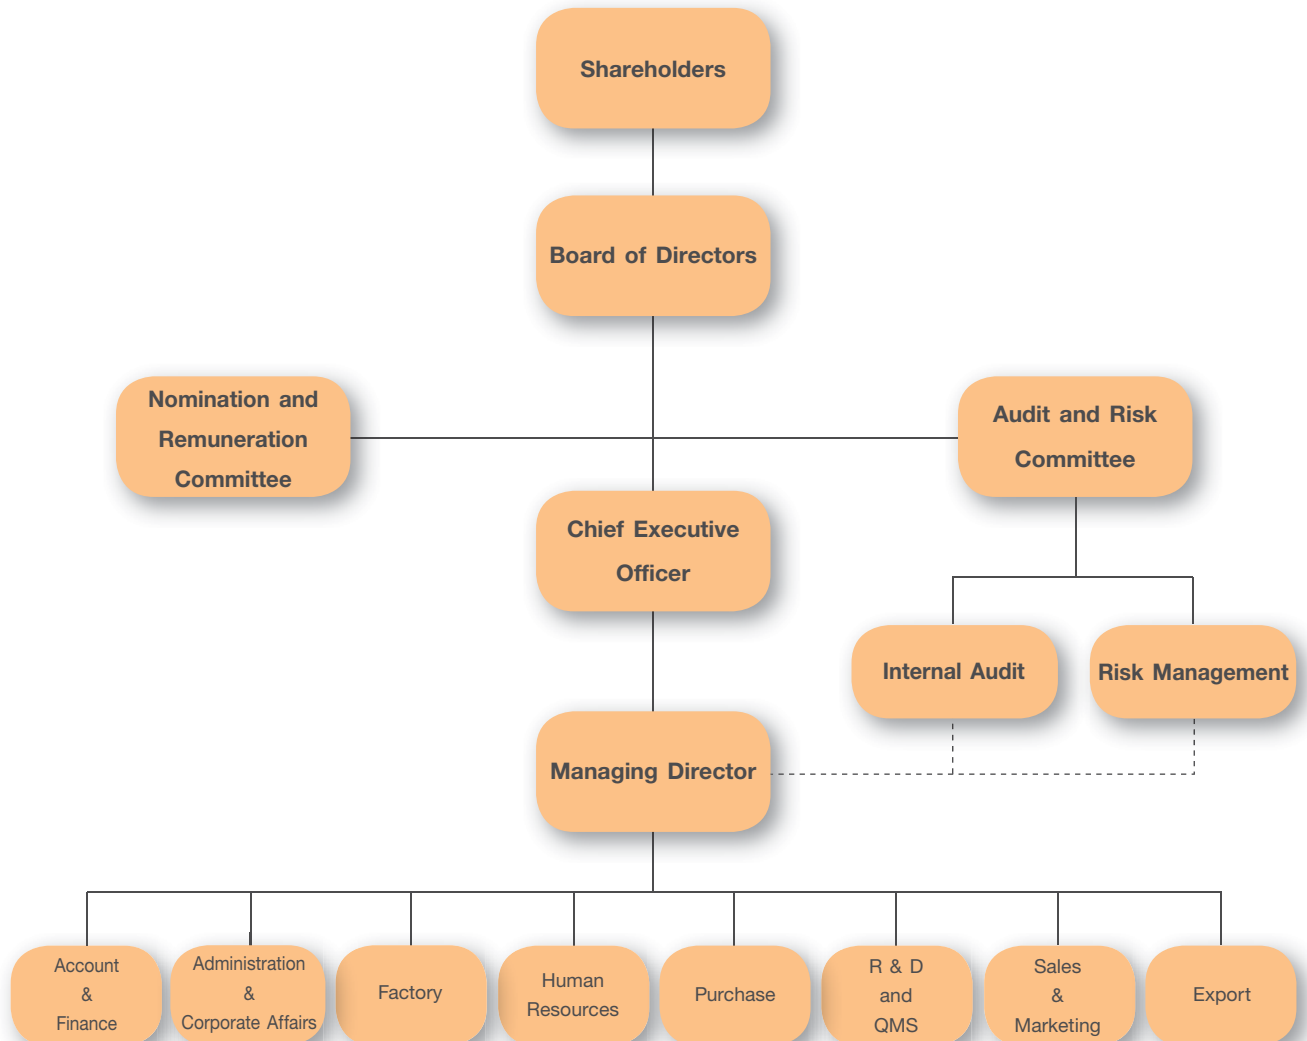 Shareholders
Board of Directors
Nomination and
Remuneration
Committee
Audit and Risk
Committee
Chief Executive
Officer
Internal Audit
Risk Management
Managing Director
Account
&
Finance
Administration
&
Corporate Affairs
Factory
Human
Resources
Purchase
R & D
and
QMS
Sales
&
Marketing
Export